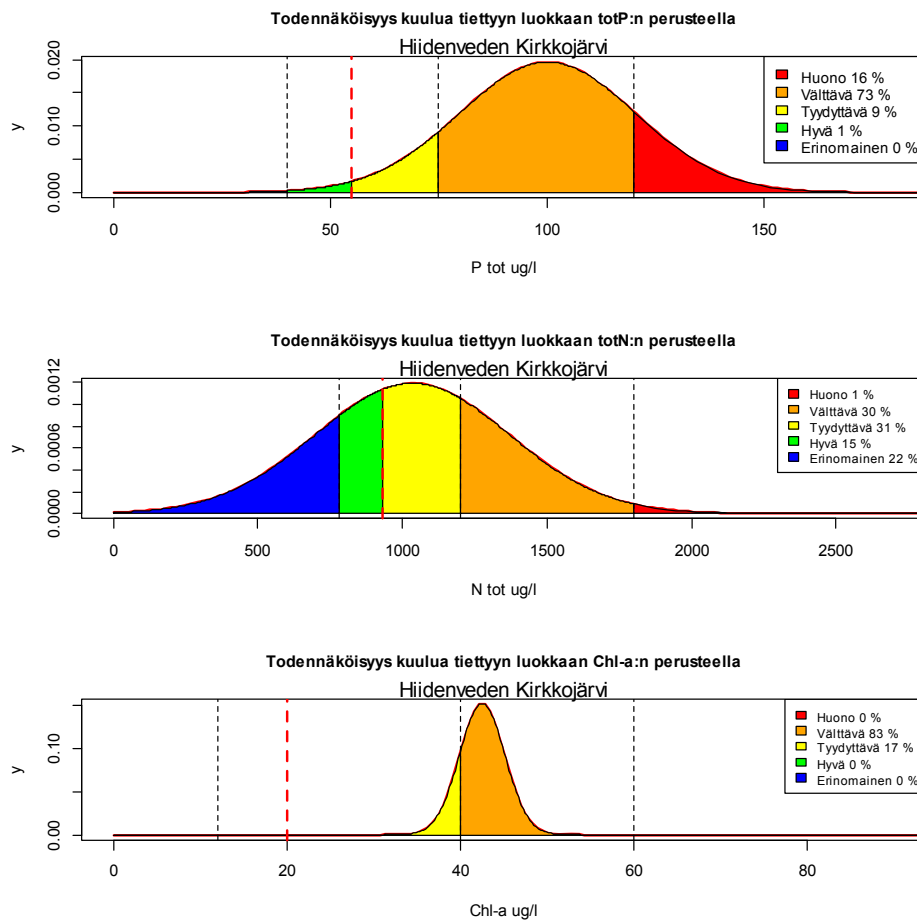 Todennäköisyys kuulua tiettyyn luokkaan totP:n perusteella
Hiidenveden Kirkkojärvi
0.020
0.010
0.000
y
Huono 16 %
Välttävä 73 %
Tyydyttävä 9 %
Hyvä 1 %
Erinomainen 0 %
0 50 100 150
P tot ug/l
Todennäköisyys kuulua tiettyyn luokkaan totN:n perusteella
Hiidenveden Kirkkojärvi
0.0012
0.0006
0.0000
y
Huono 1 %
Välttävä 30 %
Tyydyttävä 31 %
Hyvä 15 %
Erinomainen 22 %
0 500 1000 1500 2000 2500
N tot ug/l
Todennäköisyys kuulua tiettyyn luokkaan Chl-a:n perusteella
Hiidenveden Kirkkojärvi
0.10
0.00
y
Huono 0 %
Välttävä 83 %
Tyydyttävä 17 %
Hyvä 0 %
Erinomainen 0 %
0 20 40 60 80
Chl-a ug/l